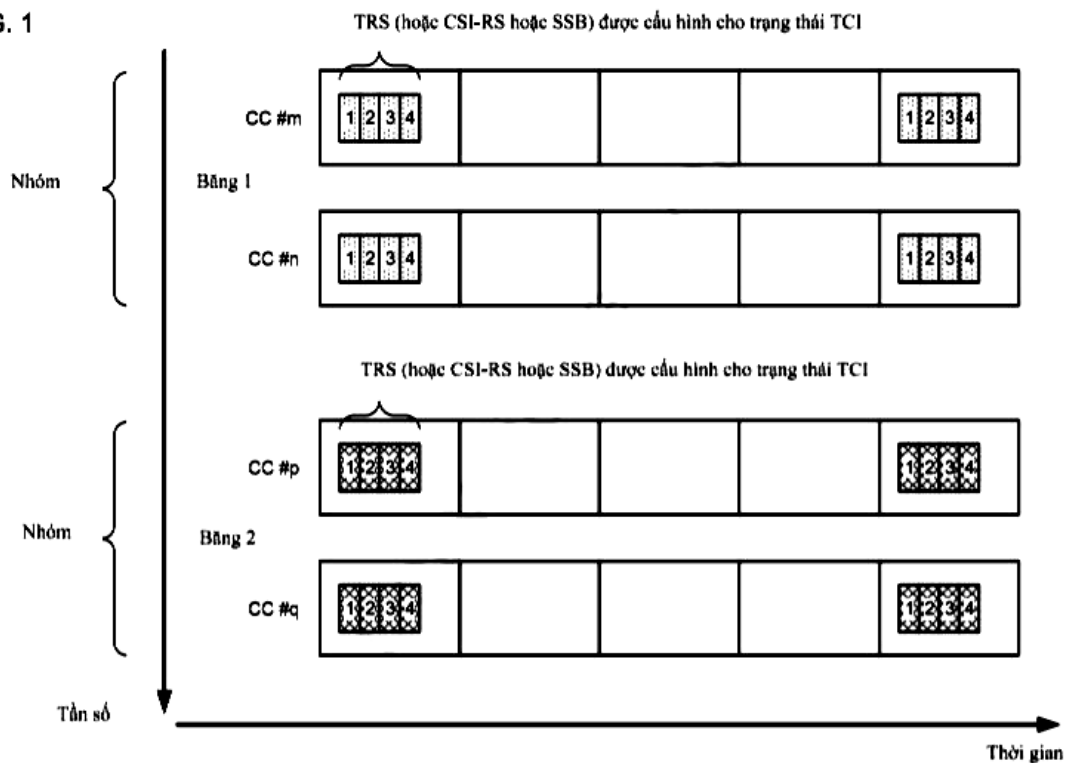 G. 1
TRS (hoặc CSI-RS hoặc SSB) được cấu hình cho trạng thái TCI
CC #m
1 2 3 4
1 2 3 4
Nhóm
Băng 1
CC #n
1 2 3 4
1 2 3 4
TRS (hoặc CSI-RS hoặc SSB) được cấu hình cho trạng thái TCI
CC #p
1 2 3 4
1 2 3 4
Nhóm
Băng 2
CC #q
1 2 3 4
1 2 3 4
Tần số
Thời gian